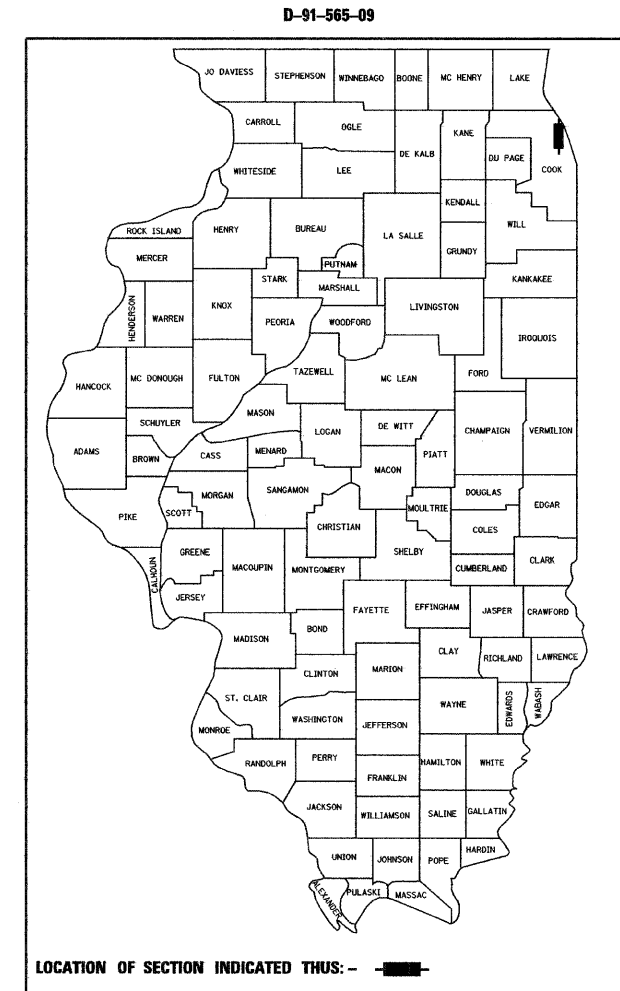 D-91-565-09
JO DAVIESS STEPHENSON WINNEBAGO BOONE MC HENRY LAKE
CARROLL OGLE KANE
DE KALB DU PAGE COOK
WHITESIDE LEE
KENDALL
ROCK ISLAND HENRY BUREAU LA SALLE WILL
MERCER PUTNAM GRUNDY
STARK MARSHALL KANKAKEE
HENDERSON WARREN KNOX PEORIA WOODFORD LIVINGSTON
IROQUOIS
HANCOCK MC DONOUGH FULTON TAZEWELL MC LEAN FORD
MASON
SCHUYLER LOGAN DE WITT CHAMPAIGN VERMILION
ADAMS BROWN CASS MENARD PIATT
MACON
MORGAN SANGAMON DOUGLAS EDGAR
PIKE SCOTT CHRISTIAN MOULTRIE
COLES
GREENE SHELBY
CALHOUN MACOUPIN MONTGOMERY CUMBERLAND CLARK
JERSEY FAYETTE EFFINGHAM JASPER CRAWFORD
MADISON BOND
CLAY RICHLAND LAWRENCE
CLINTON MARION
ST. CLAIR WAYNE EDWARDS WABASH
WASHINGTON JEFFERSON
MONROE
RANDOLPH PERRY HAMILTON WHITE
FRANKLIN
JACKSON WILLIAMSON SALINE GALLATIN
UNION JOHNSON POPE HARDIN
ALEXANDER PULASKI MASSAC
LOCATION OF SECTION INDICATED THUS: -